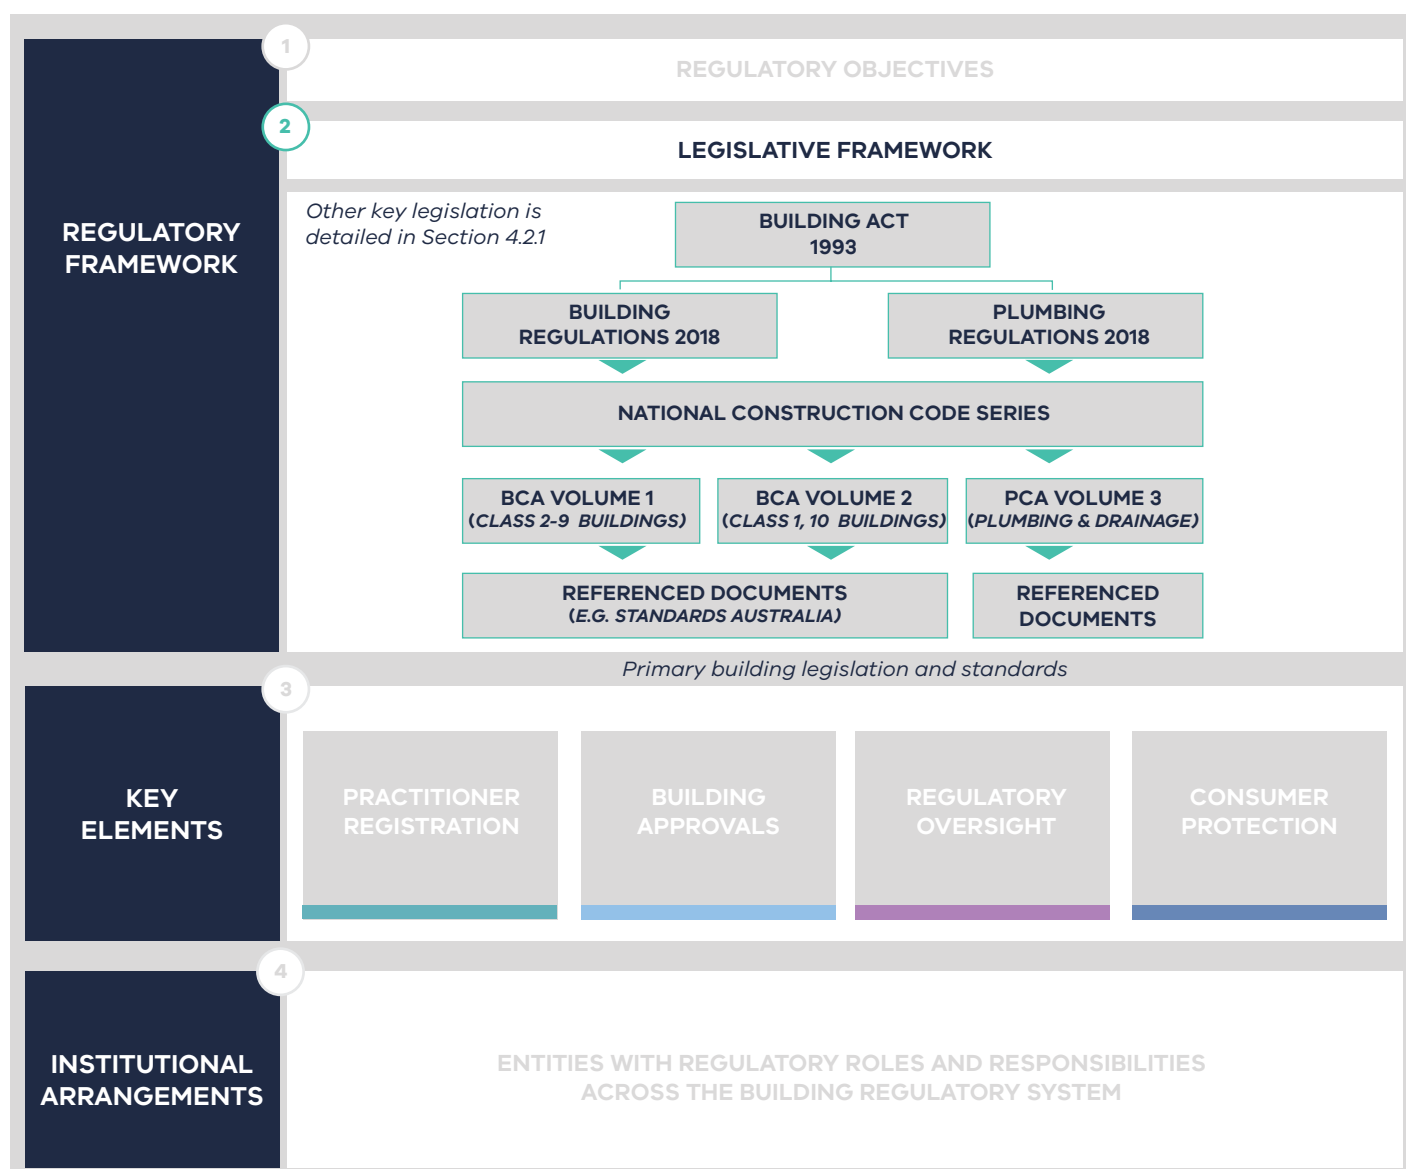 1
REGULATORY OBJECTIVES
2
LEGISLATIVE FRAMEWORK
REGULATORY
FRAMEWORK
Other key legislation is
detailed in Section 4.2.1
BUILDING ACT
1993
BUILDING
REGULATIONS 2018
PLUMBING
REGULATIONS 2018
NATIONAL CONSTRUCTION CODE SERIES
BCA VOLUME 1
(CLASS 2-9 BUILDINGS)
BCA VOLUME 2
(CLASS 1, 10 BUILDINGS)
PCA VOLUME 3
(PLUMBING & DRAINAGE)
REFERENCED DOCUMENTS
(E.G. STANDARDS AUSTRALIA)
REFERENCED
DOCUMENTS
Primary building legislation and standards
3
KEY
ELEMENTS
PRACTITIONER
REGISTRATION
BUILDING
APPROVALS
REGULATORY
OVERSIGHT
CONSUMER
PROTECTION
4
INSTITUTIONAL
ARRANGEMENTS
ENTITIES WITH REGULATORY ROLES AND RESPONSIBILITIES
ACROSS THE BUILDING REGULATORY SYSTEM